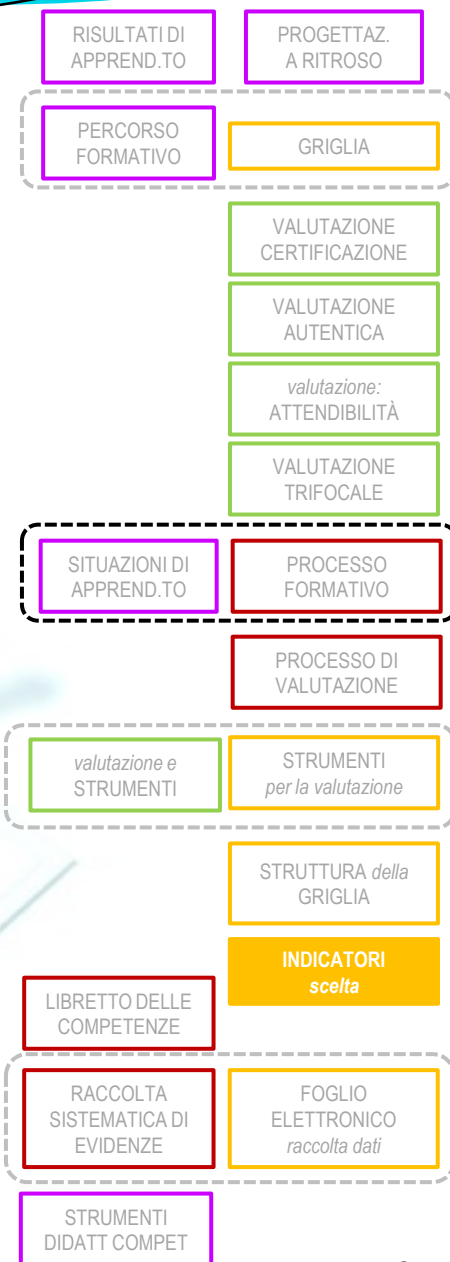 RISULTATI DI
APPREND.TO
PROGETTAZ.
A RITROSO
PERCORSO
FORMATIVO
GRIGLIA
VALUTAZIONE
CERTIFICAZIONE
VALUTAZIONE
AUTENTICA
valutazione:
ATTENDIBILITÀ
VALUTAZIONE
TRIFOCALE
SITUAZIONI DI
APPREND.TO
PROCESSO
FORMATIVO
PROCESSO DI
VALUTAZIONE
valutazione e
STRUMENTI
STRUMENTI
per la valutazione
STRUTTURA della
GRIGLIA
INDICATORI
scelta
LIBRETTO DELLE
COMPETENZE
RACCOLTA
SISTEMATICA DI
EVIDENZE
FOGLIO
ELETTRONICO
raccolta dati
STRUMENTI
DIDATT COMPET